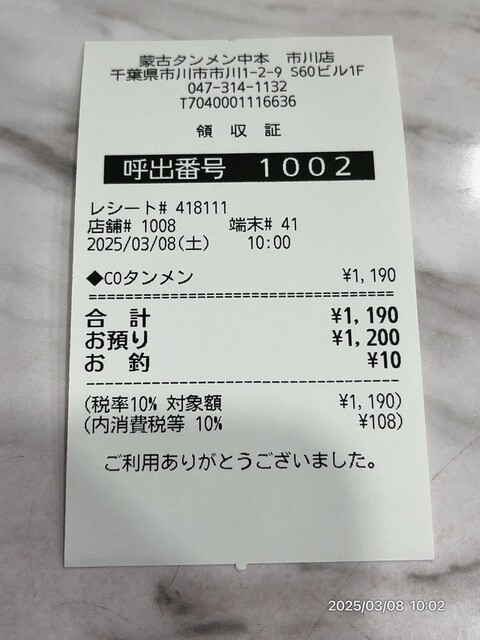 蒙古タンメン中本 市川店
千葉県市川市市川1-2-9 S60ビル1F
047-314-1132
T7040001116636
領 収 証
呼出番号 1002
レシート# 418111
店舗# 1008 端末# 41
2025/03/08(土) 10:00
◆COタンメン ¥1,190
合 計 ¥1,190
お預り ¥1,200
お 釣 ¥10
(税率10% 対象額 ¥1,190)
(内消費税等 10% ¥108)
ご利用ありがとうございました。
2025/03/08 10:02